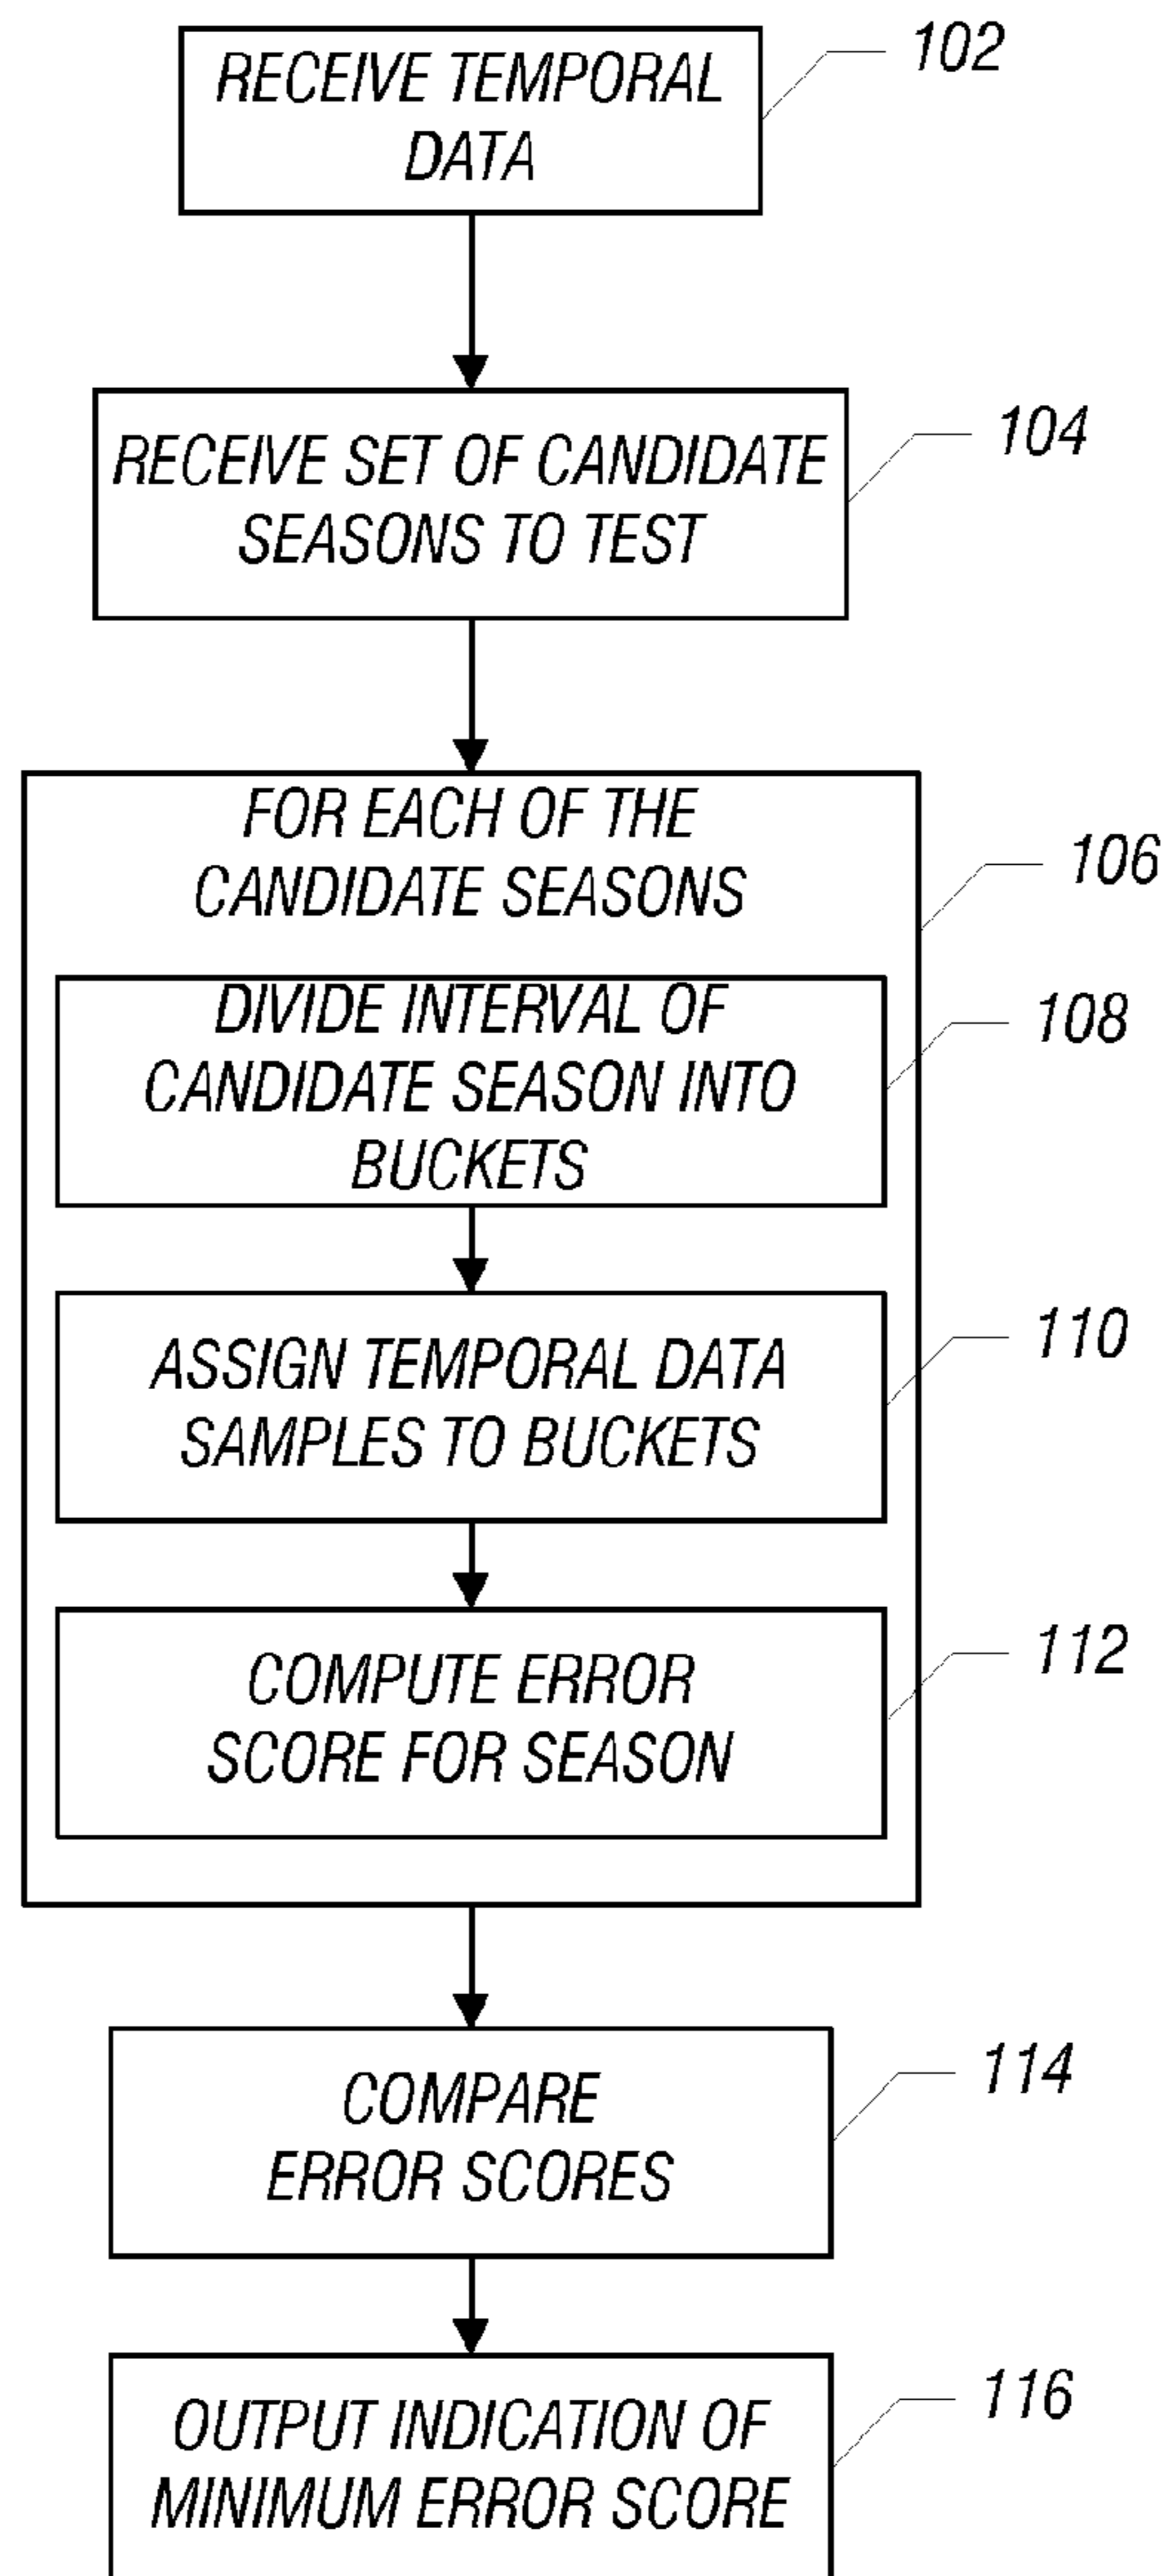 RECEIVE TEMPORAL
DATA
102
RECEIVE SET OF CANDIDATE
SEASONS TO TEST
104
FOR EACH OF THE
CANDIDATE SEASONS
106
DIVIDE INTERVAL OF
CANDIDATE SEASON INTO
BUCKETS
108
ASSIGN TEMPORAL DATA
SAMPLES TO BUCKETS
110
COMPUTE ERROR
SCORE FOR SEASON
112
COMPARE
ERROR SCORES
114
OUTPUT INDICATION OF
MINIMUM ERROR SCORE
116